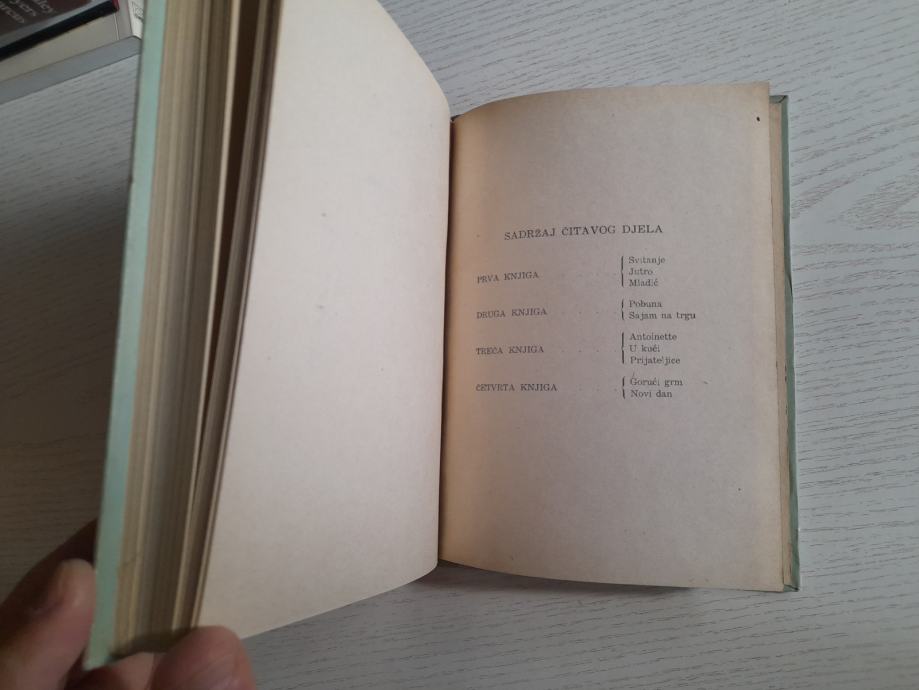 SADRŽAJ ČITAVOG DJELA
PRVA KNJIGA
Svitanje
Jutro
Mladić
DRUGA KNJIGA
Pobuna
Sajam na trgu
TREĆA KNJIGA
Antoinette
U kući
Prijateljice
ČETVRTA KNJIGA
Gorući grm
Novi dan